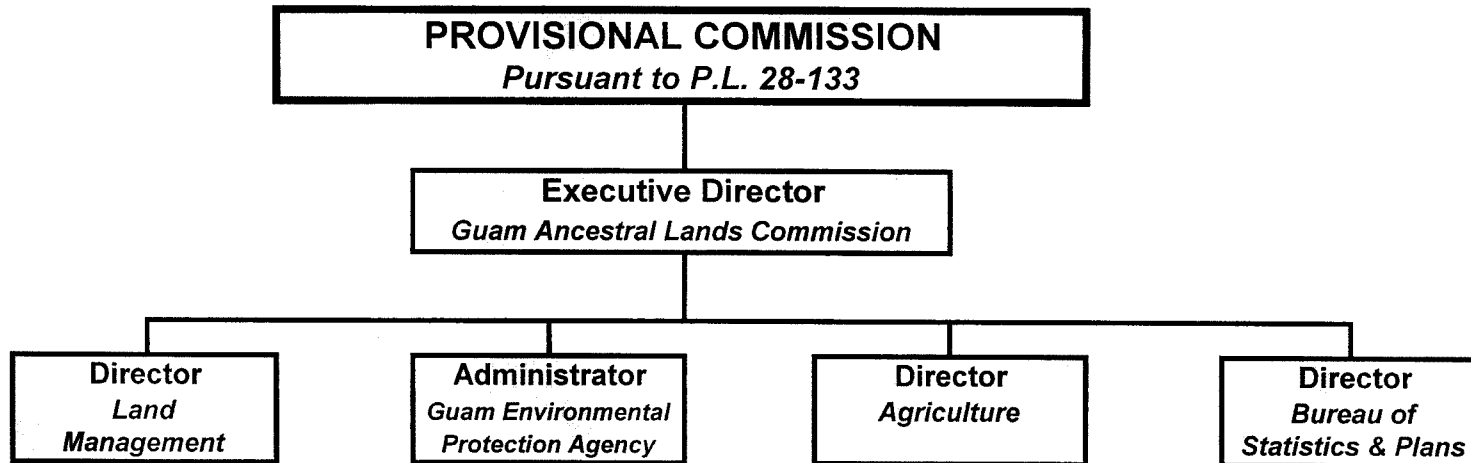 PROVISIONAL COMMISSION
Pursuant to P.L. 28-133
Executive Director
Guam Ancestral Lands Commission
Director
Land
Management
Administrator
Guam Environmental
Protection Agency
Director
Agriculture
Director
Bureau of
Statistics & Plans